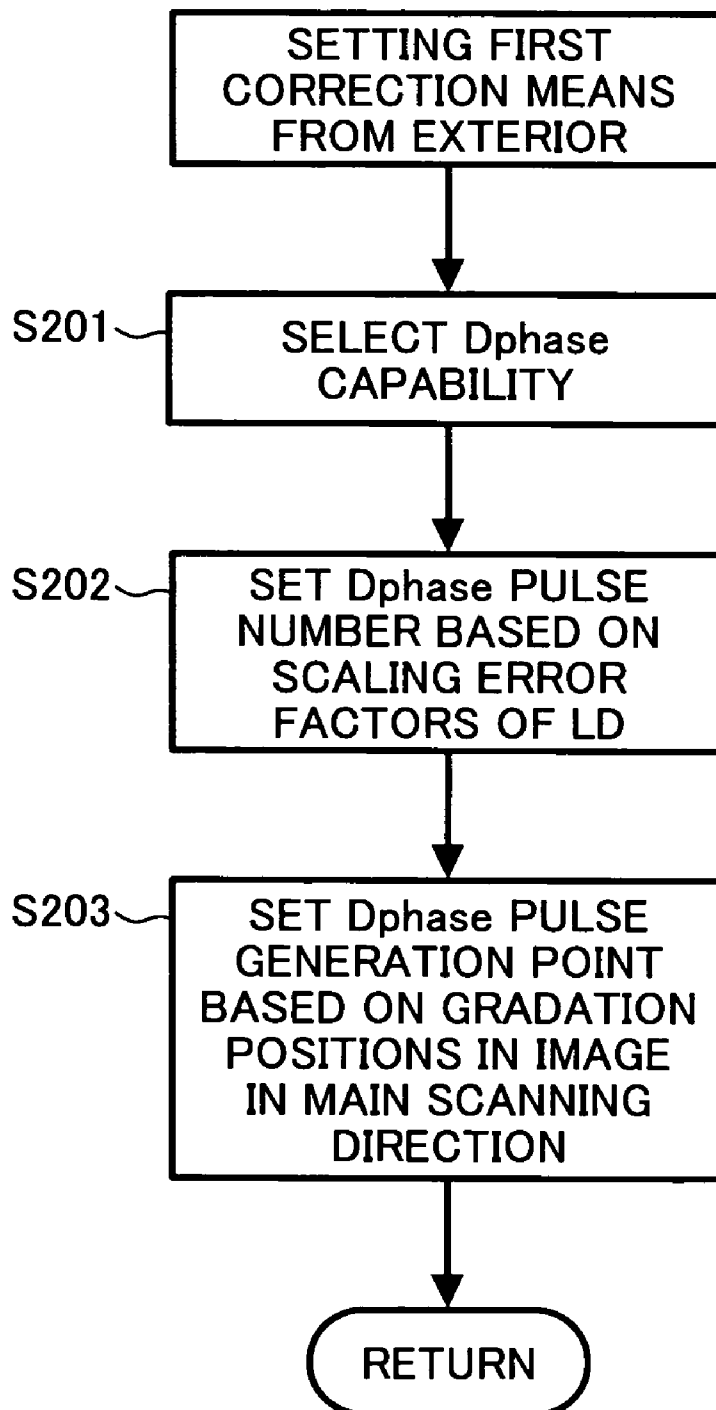 SETTING FIRST
CORRECTION MEANS
FROM EXTERIOR
S201
SELECT Dphase
CAPABILITY
S202
SET Dphase PULSE
NUMBER BASED ON
SCALING ERROR
FACTORS OF LD
S203
SET Dphase PULSE
GENERATION POINT
BASED ON GRADATION
POSITIONS IN IMAGE
IN MAIN SCANNING
DIRECTION
RETURN